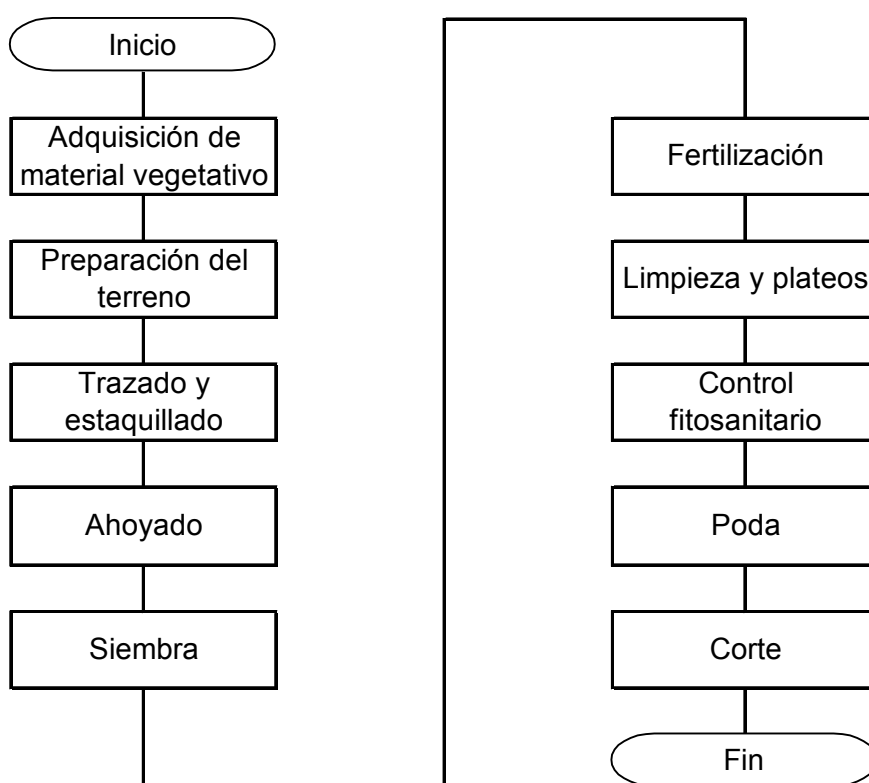 Inicio
Adquisición de
material vegetativo
Preparación del
terreno
Trazado y
estaquillado
Ahoyado
Siembra
Fertilización
Limpieza y plateos
Control
fitosanitario
Poda
Corte
Fin